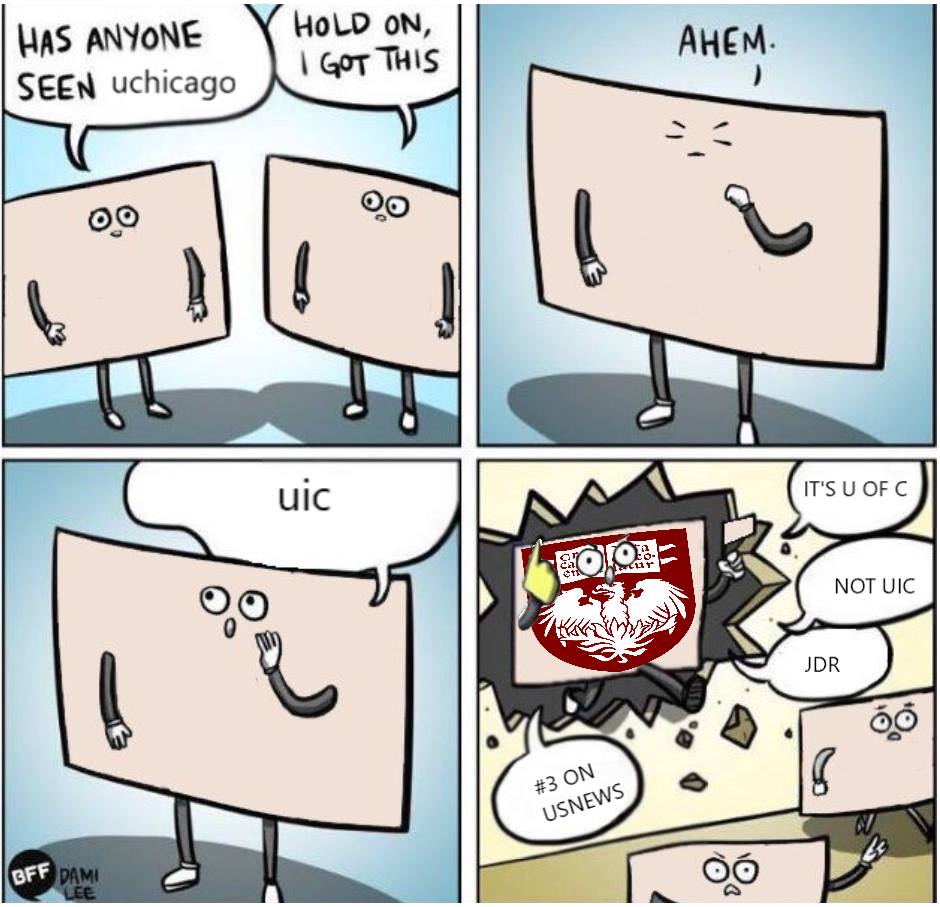 HAS ANYONE
SEEN uchicago
HOLD ON,
I GOT THIS
AHEM.
uic
BFF DAMI
LEE
IT'S U OF C
NOT UIC
JDR
#3 ON
USNEWS